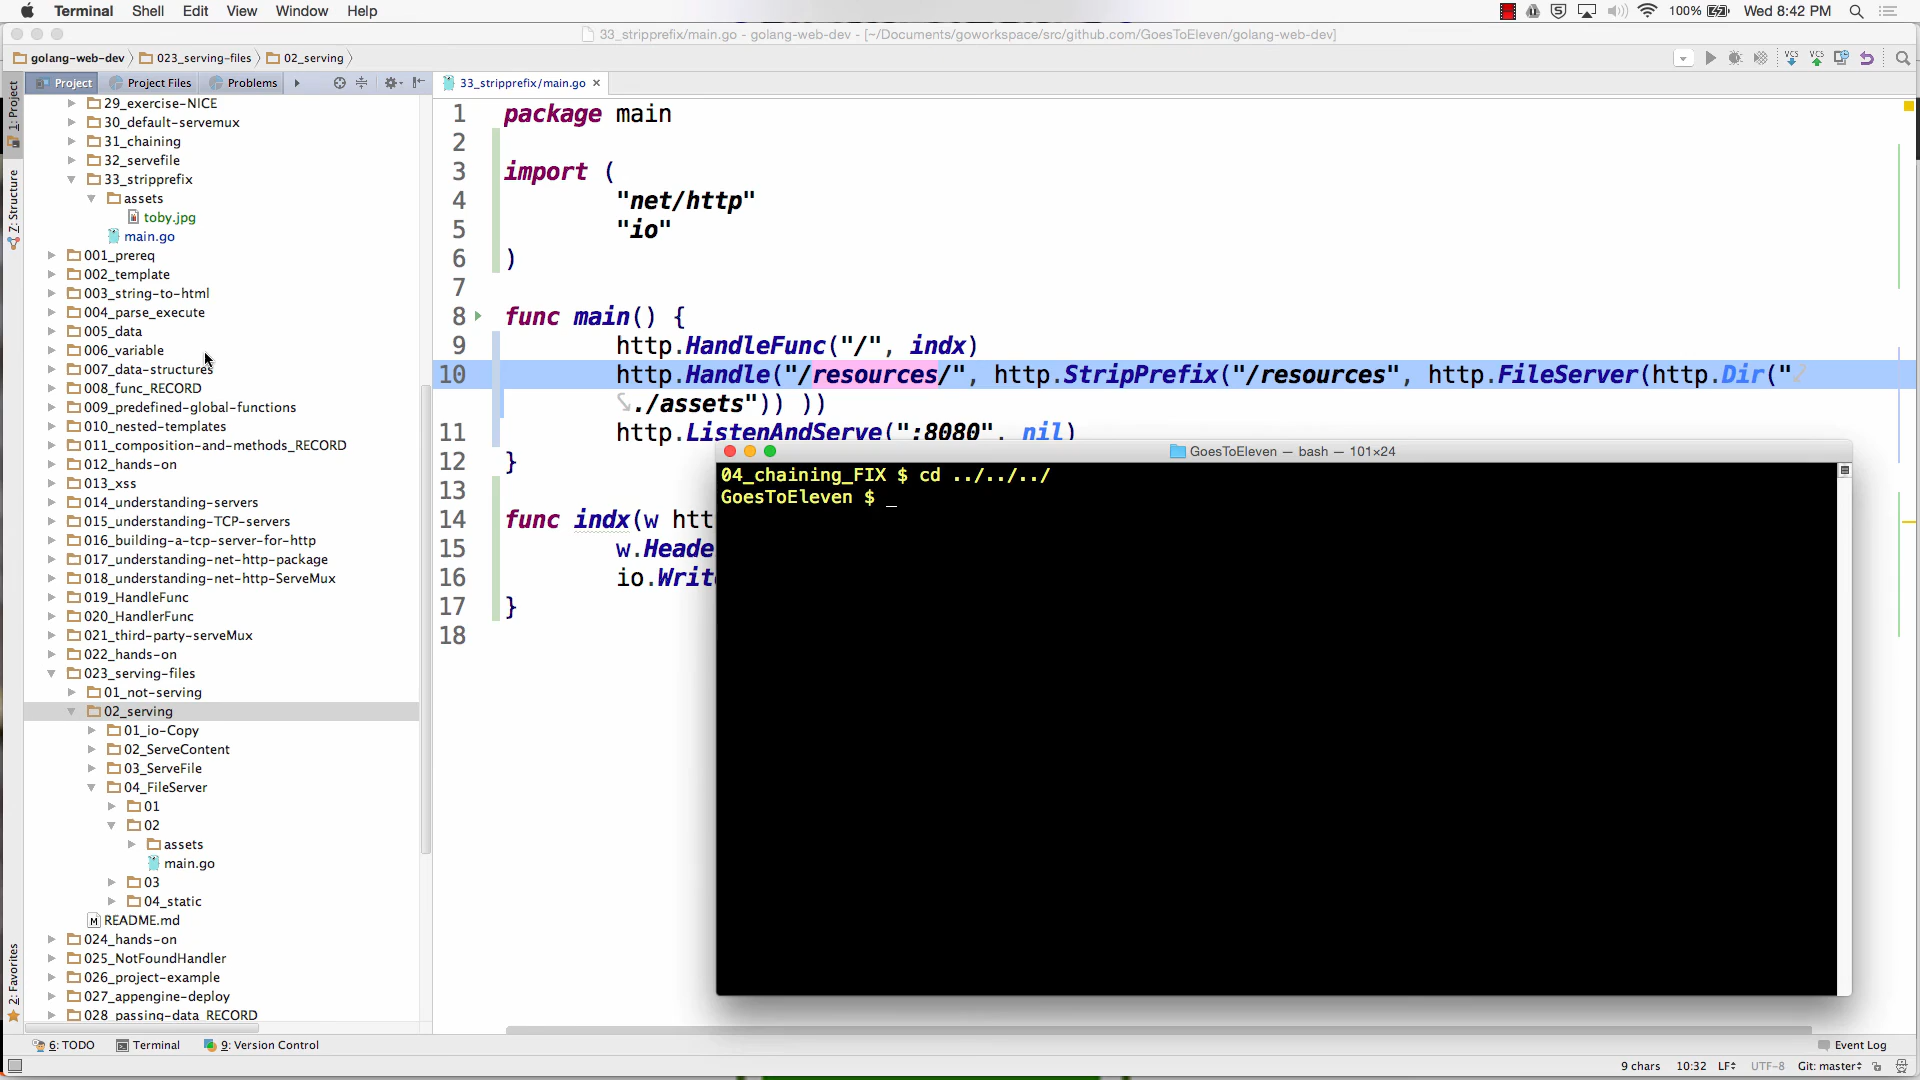 Terminal Shell Edit View Window Help 100% Wed 8:42 PM
33_stripprefix/main.go - golang-web-dev - [~/Documents/goworkspace/src/github.com/GoesToEleven/golang-web-dev]
golang-web-dev 023_serving-files 02_serving
Project Project Files Problems
33_stripprefix/main.go
1: Project
Z: Structure
2: Favorites
29_exercise-NICE
30_default-servemux
31_chaining
32_servefile
33_stripprefix
assets
toby.jpg
main.go
001_prereq
002_template
003_string-to-html
004_parse_execute
005_data
006_variable
007_data-structures
008_func_RECORD
009_predefined-global-functions
010_nested-templates
011_composition-and-methods_RECORD
012_hands-on
013_xss
014_understanding-servers
015_understanding-TCP-servers
016_building-a-tcp-server-for-http
017_understanding-net-http-package
018_understanding-net-http-ServeMux
019_HandleFunc
020_HandlerFunc
021_third-party-serveMux
022_hands-on
023_serving-files
01_not-serving
02_serving
01_io-Copy
02_ServeContent
03_ServeFile
04_FileServer
01
02
assets
main.go
03
04_static
README.md
024_hands-on
025_NotFoundHandler
026_project-example
027_appengine-deploy
028_passing-data_RECORD
1 package main
2
3 import (
4 "net/http"
5 "io"
6 )
7
8 func main() {
9 http.HandleFunc("/", indx)
10 http.Handle("/resources/", http.StripPrefix("/resources", http.FileServer(http.Dir("
./assets")) ))
11 http.ListenAndServe(":8080", nil)
12 }
13
14 func indx(w htt
15 w.Heade
16 io.Writ
17 }
18
GoesToEleven — bash — 101×24
04_chaining_FIX $ cd ../../../
GoesToEleven $ _
6: TODO Terminal 9: Version Control Event Log
9 chars 10:32 LF÷ UTF-8 Git: master÷